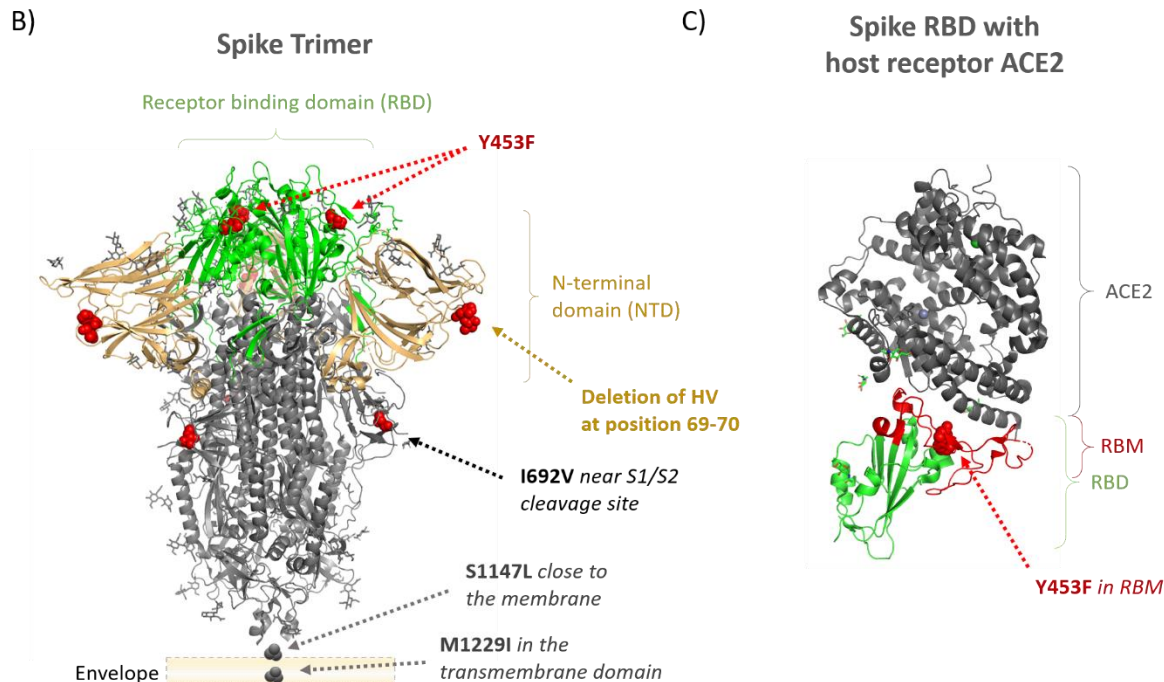 B)
Spike Trimer
Receptor binding domain (RBD)
Y453F
N-terminal
domain (NTD)
Deletion of HV
at position 69-70
I692V near S1/S2
cleavage site
S1147L close to
the membrane
M1229I in the
transmembrane domain
Envelope
C)
Spike RBD with
host receptor ACE2
ACE2
RBM
RBD
Y453F in RBM